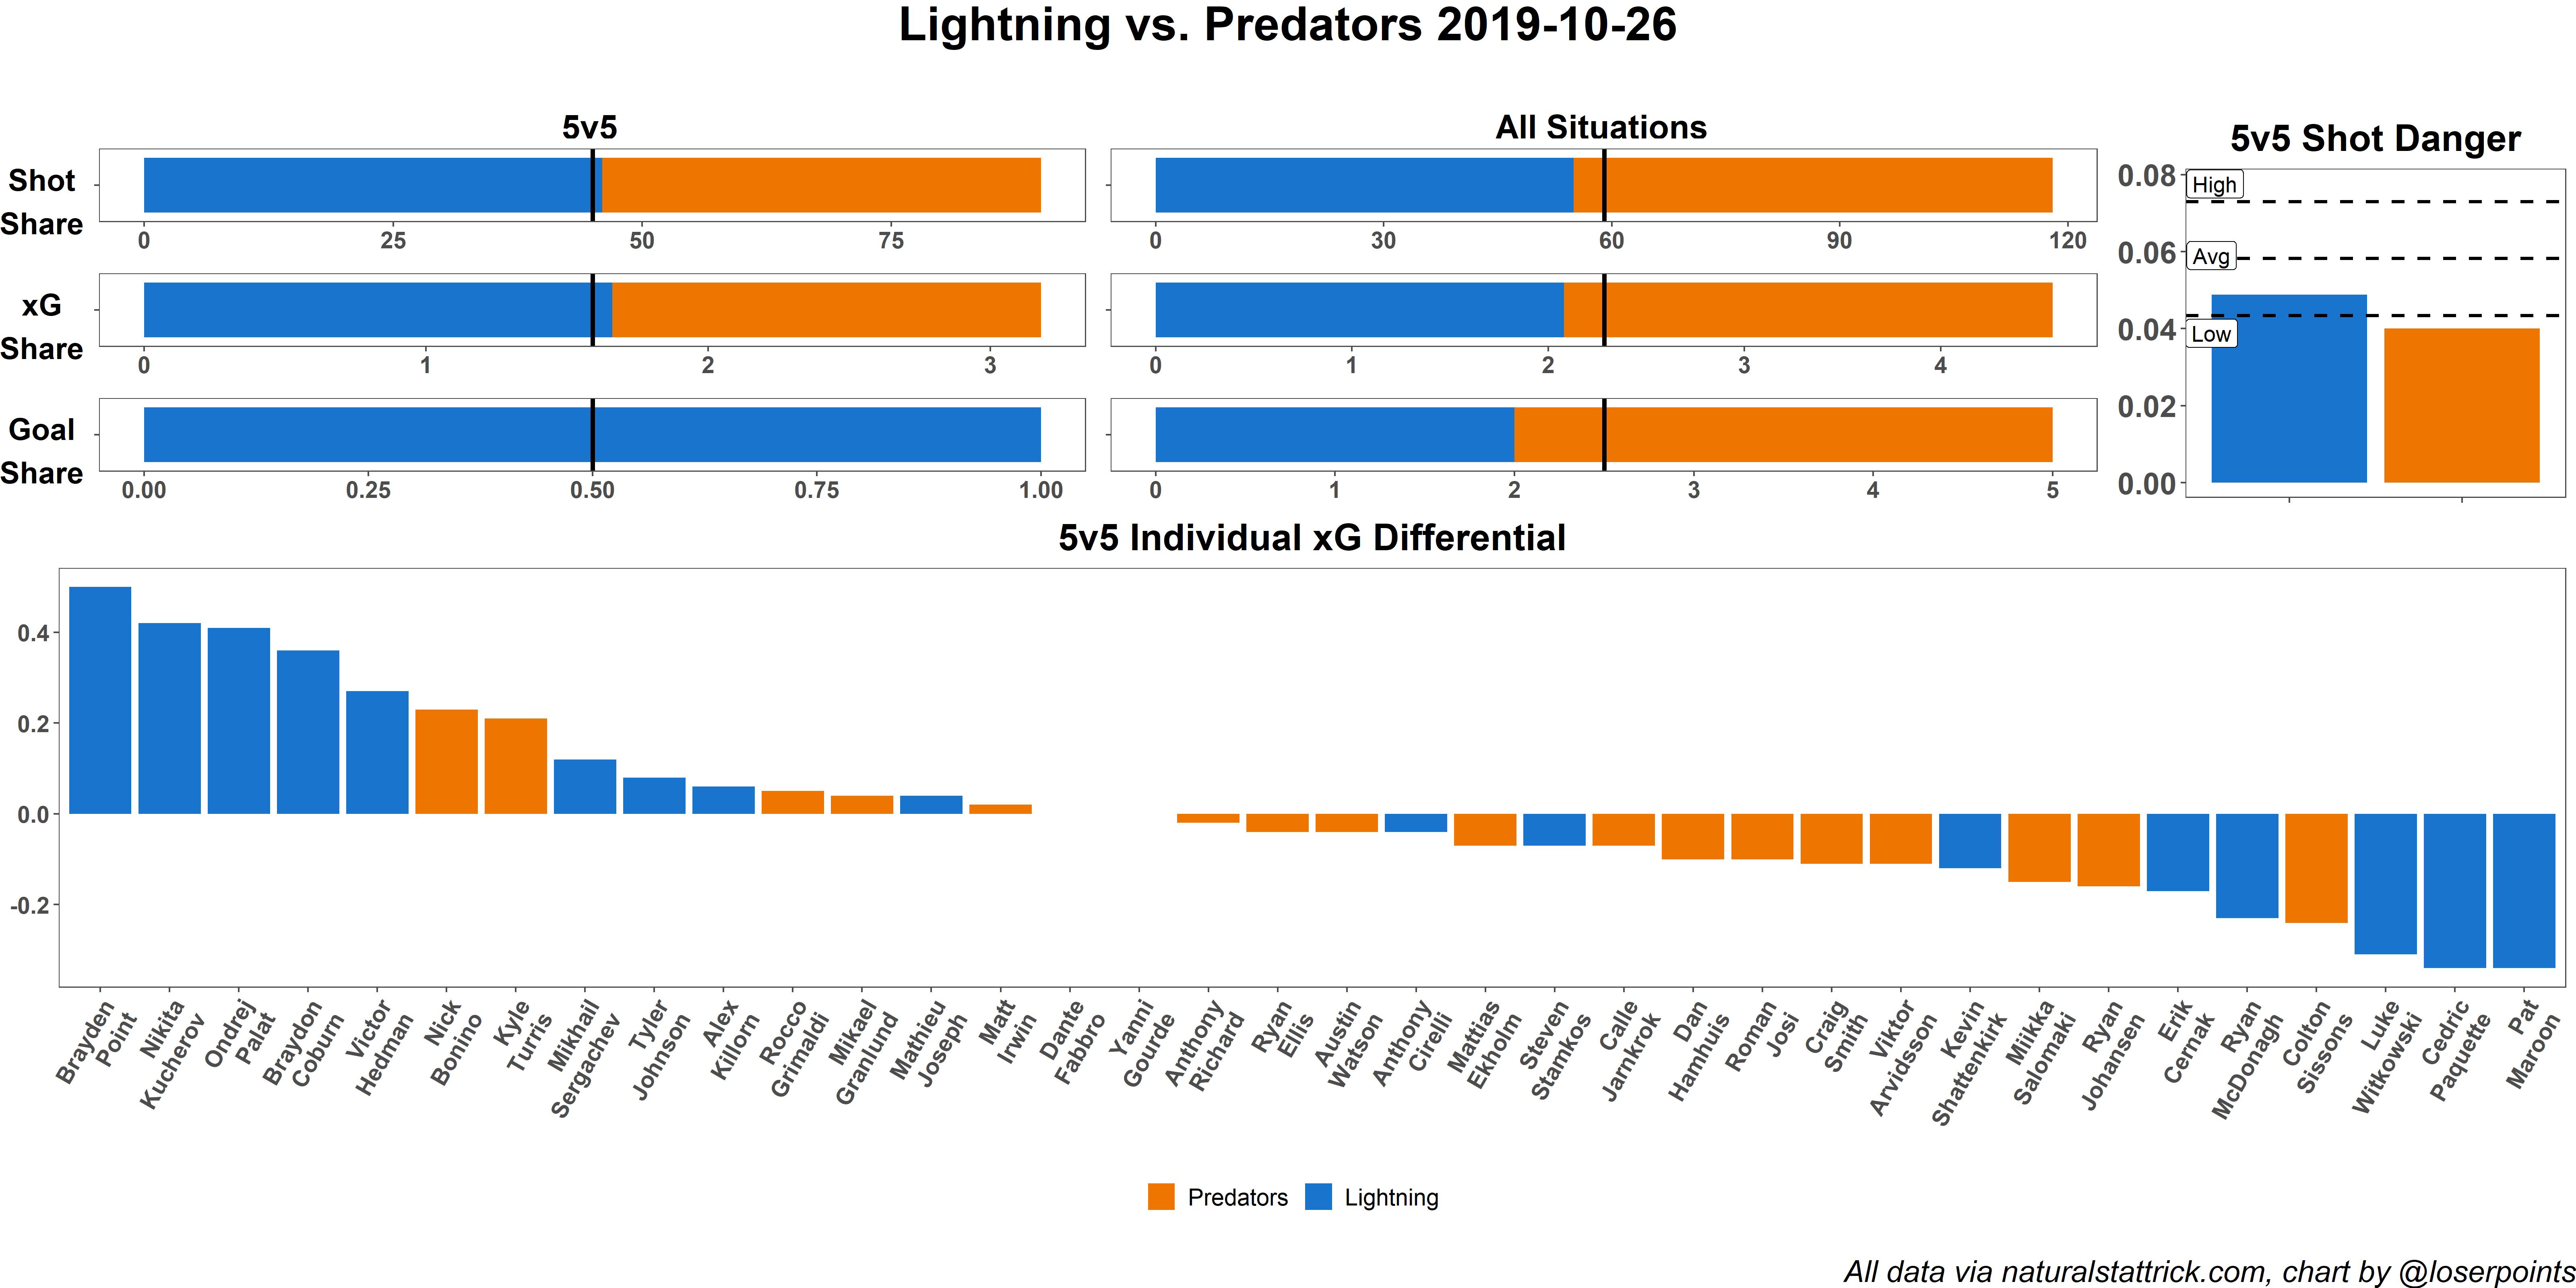 Lightning vs. Predators 2019-10-26
5v5
All Situations
5v5 Shot Danger
Shot
Share
0 25 50 75
0 30 60 90 120
xG
Share
0 1 2 3
0 1 2 3 4
Goal
Share
0.00 0.25 0.50 0.75 1.00
0 1 2 3 4 5
0.08
0.06
0.04
0.02
0.00
High
Avg
Low
5v5 Individual xG Differential
0.4
0.2
0.0
-0.2
Brayden
Point
Nikita
Kucherov
Ondrej
Palat
Braydon
Coburn
Victor
Hedman
Nick
Bonino
Kyle
Turris
Mikhail
Sergachev
Tyler
Johnson
Alex
Killorn
Rocco
Grimaldi
Mikael
Granlund
Mathieu
Joseph
Matt
Irwin
Dante
Fabbro
Yanni
Gourde
Anthony
Richard
Ryan
Ellis
Austin
Watson
Anthony
Cirelli
Mattias
Ekholm
Steven
Stamkos
Calle
Jarnkrok
Dan
Hamhuis
Roman
Josi
Craig
Smith
Viktor
Arvidsson
Kevin
Shattenkirk
Miikka
Salomaki
Ryan
Johansen
Erik
Cernak
Ryan
McDonagh
Colton
Sissons
Luke
Witkowski
Cedric
Paquette
Pat
Maroon
Predators Lightning
All data via naturalstattrick.com, chart by @loserpoints